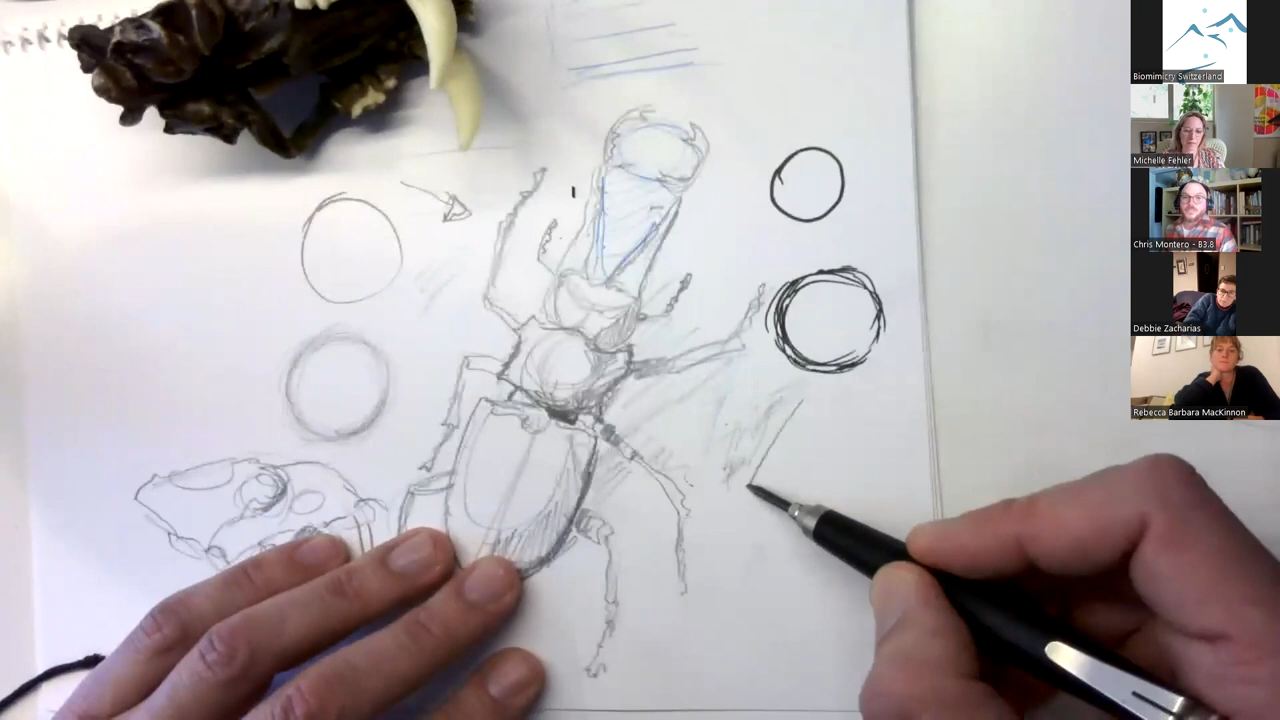 Biomimicry Switzerland
Michelle Fehler
Chris Montero - B3.8
Debbie Zacharias
Rebecca Barbara MacKinnon